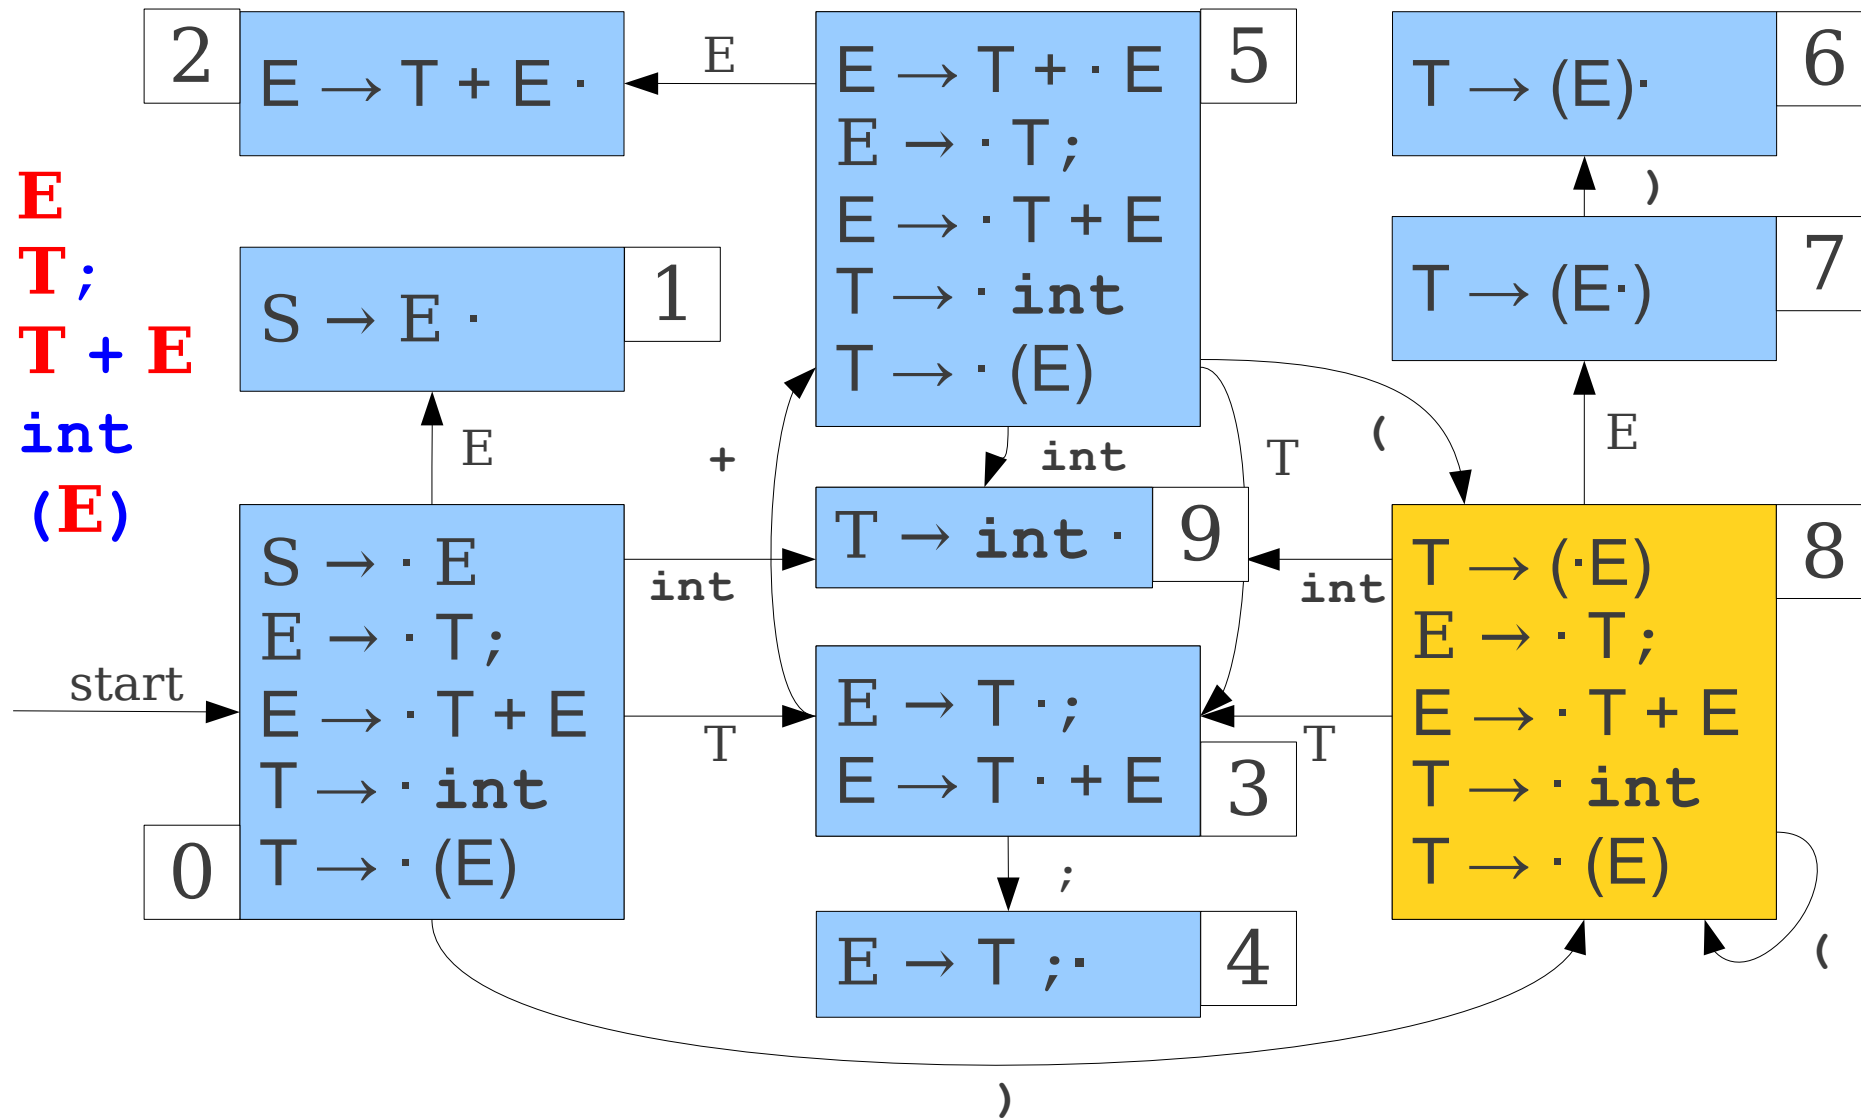 E
T ;
T + E
int
(E)
2
E → T + E ·
E
5
E → T + · E
E → · T ;
E → · T + E
T → · int
T → · (E)
6
T → (E)·
)
7
T → (E·)
1
S → E ·
E
+
int
T
(
E
0
S → · E
E → · T ;
E → · T + E
T → · int
T → · (E)
start
int
T
9
T → int ·
int
T
3
E → T · ;
E → T · + E
;
4
E → T ;·
8
T → (·E)
E → · T ;
E → · T + E
T → · int
T → · (E)
(
)